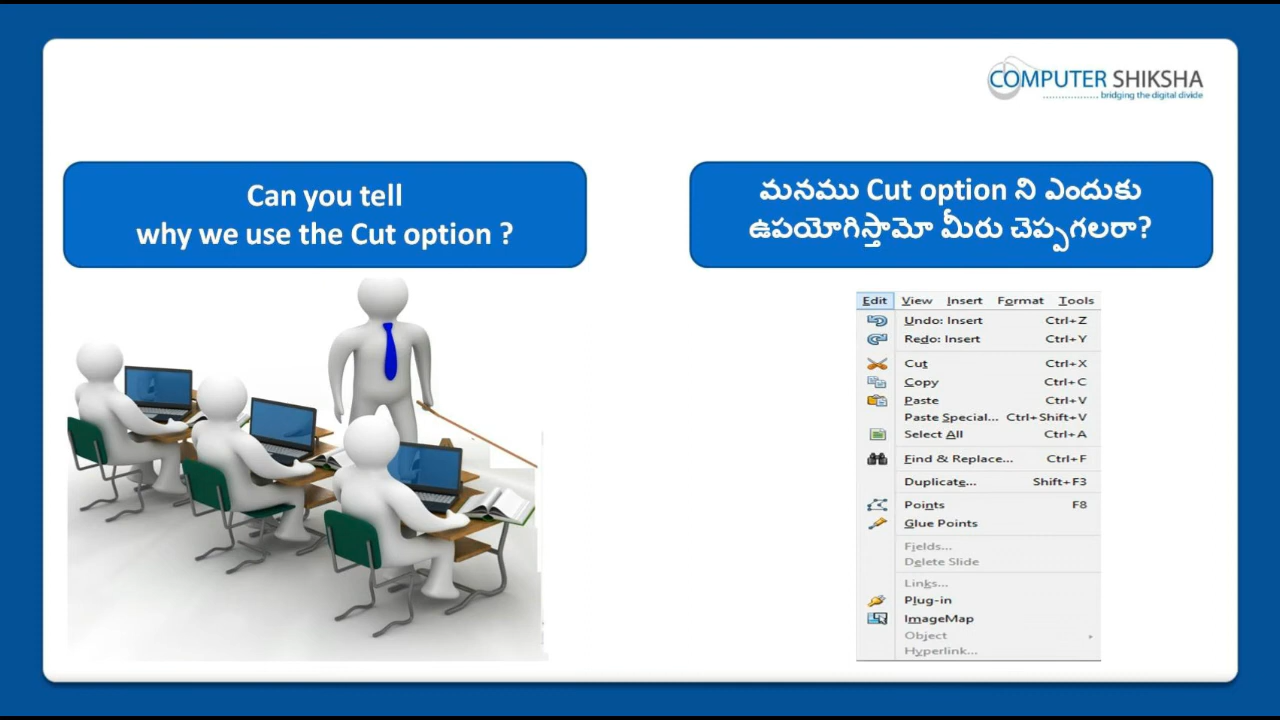 COMPUTER SHIKSHA
bridging the digital divide
Can you tell
why we use the Cut option ?
మనము Cut option ని ఎందుకు
ఉపయోగిస్తామో మీరు చెప్పగలరా?
Edit View Insert Format Tools
Undo: Insert Ctrl+Z
Redo: Insert Ctrl+Y
Cut Ctrl+X
Copy Ctrl+C
Paste Ctrl+V
Paste Special... Ctrl+Shift+V
Select All Ctrl+A
Find & Replace... Ctrl+F
Duplicate... Shift+F3
Points F8
Glue Points
Fields...
Delete Slide
Links...
Plug-in
ImageMap
Object
Hyperlink...